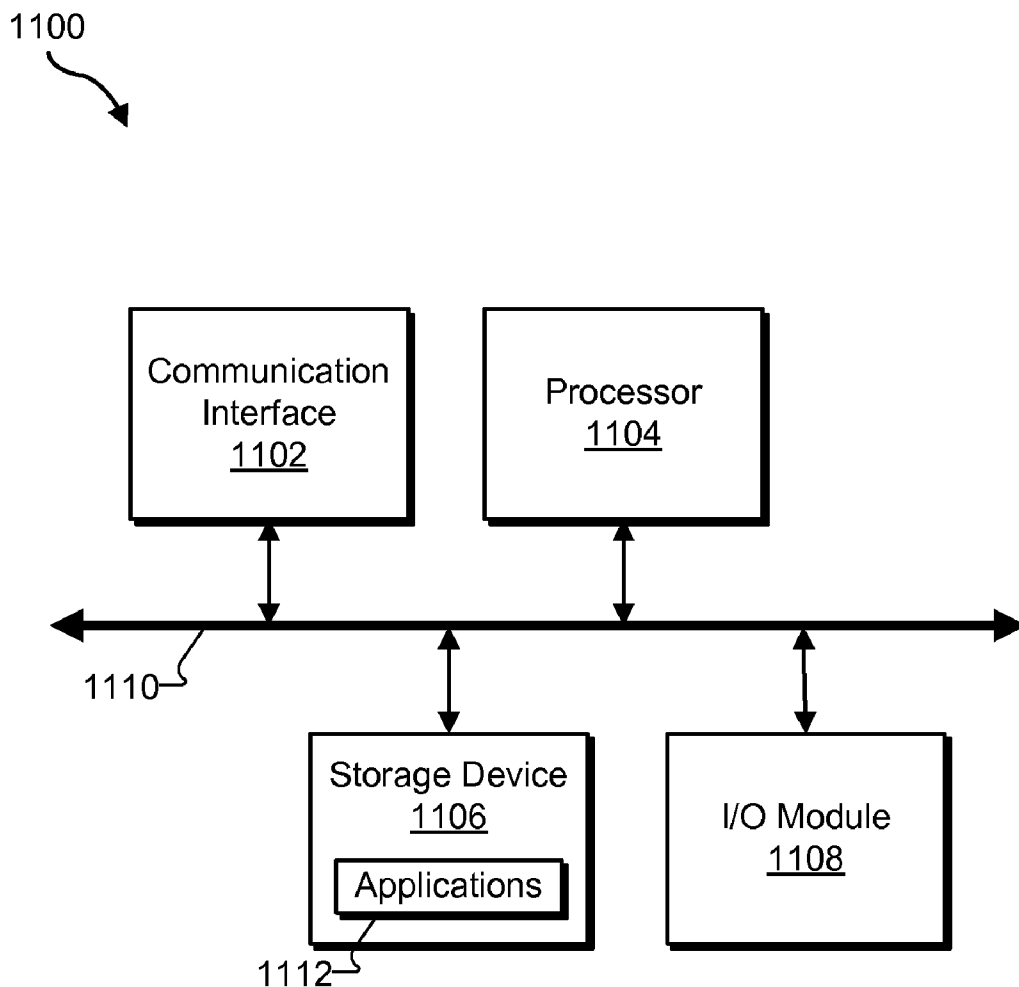 1100
Communication
Interface
1102
Processor
1104
1110
Storage Device
1106
Applications
1112
I/O Module
1108